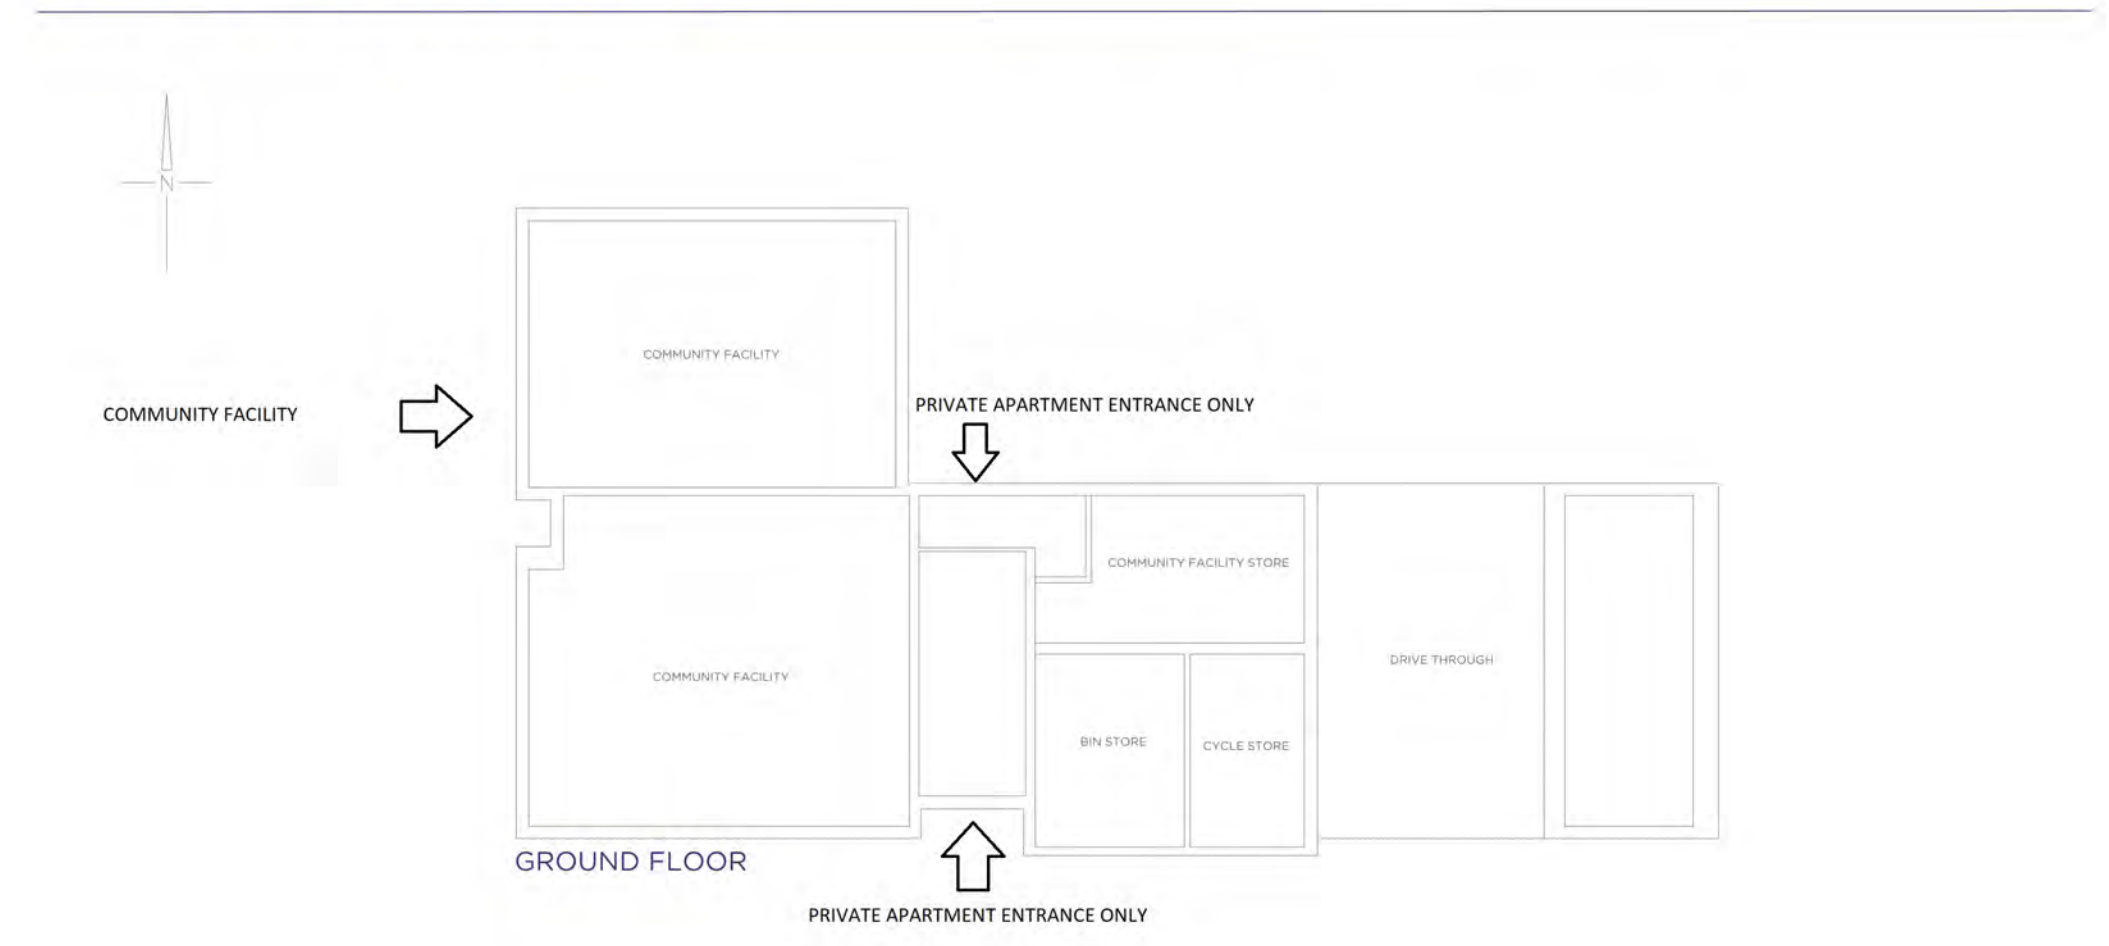 N
COMMUNITY FACILITY
COMMUNITY FACILITY
PRIVATE APARTMENT ENTRANCE ONLY
COMMUNITY FACILITY STORE
DRIVE THROUGH
COMMUNITY FACILITY
BIN STORE
CYCLE STORE
GROUND FLOOR
PRIVATE APARTMENT ENTRANCE ONLY